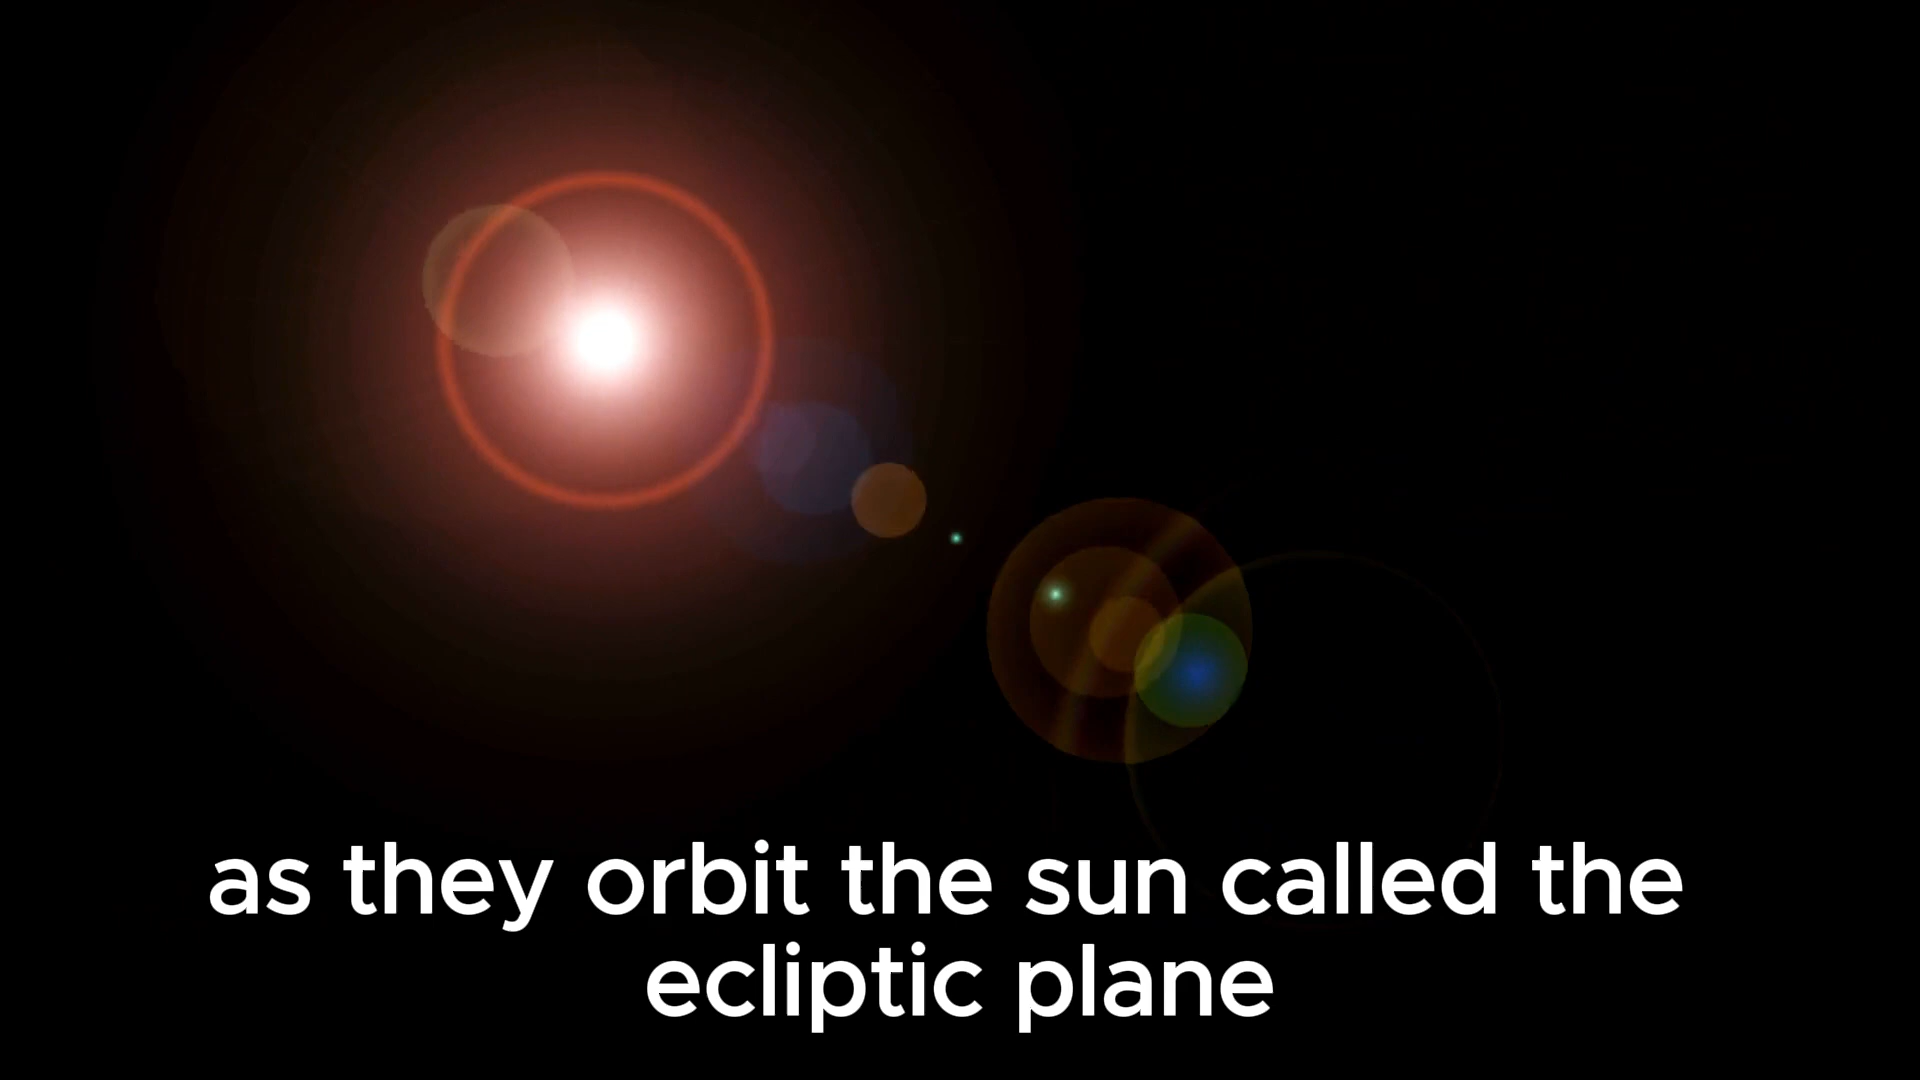 as they orbit the sun called the
ecliptic plane